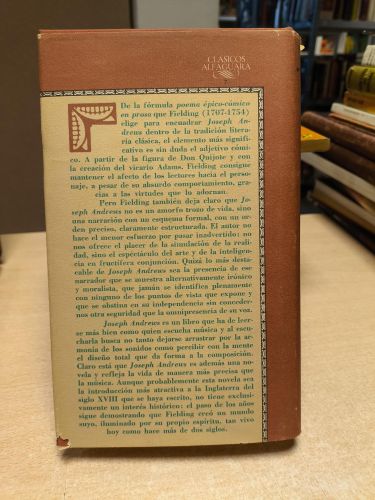 CLASICOS
ALFAGUARA
De la fórmula poema épico-cómico
en prosa que Fielding (1707-1754)
elige para encuadrar Joseph An-
drews dentro de la tradición litera-
ria clásica, el elemento más signifi-
cativo es sin duda el adjetivo cómi-
co. A partir de la figura de Don Quijote y con
la creación del vicario Adams, Fielding consigue
mantener el afecto de los lectores hacia el perso-
naje, a pesar de su absurdo comportamiento, gra-
cias a las virtudes que lo adornan.
Pero Fielding también deja claro que Jo-
seph Andrews no es un amorfo trozo de vida, sino
una narración con un esquema formal, con un or-
den preciso, claramente estructurada. El autor no
hace el menor esfuerzo por pasar inadvertido: no
nos ofrece el placer de la simulación de la reali-
dad, sino el espectáculo del arte y de la inteligen-
cia en fructífera conjunción. Quizá lo más desta-
cable de Joseph Andrews sea la presencia de ese
narrador que se muestra alternativamente irónico
y moralista, que jamás se identifica plenamente
con ninguno de los puntos de vista que expone y
que se obstina en su independencia sin conceder-
nos otra seguridad que la omnipresencia de su voz.
Joseph Andrews es un libro que ha de leer-
se más bien como quien escucha música y al escu-
charla busca no tanto dejarse arrastrar por la ar-
monía de los sonidos como percibir con la mente
el diseño total que da forma a la composición.
Claro está que Joseph Andrews es además una no-
vela y refleja la vida de manera más precisa que
la música. Aunque probablemente esta novela sea
la introducción más atractiva a la Inglaterra del
siglo XVIII que se haya escrito, no tiene exclusi-
vamente un interés histórico: el paso de los años
sigue demostrando que Fielding creó un mundo
suyo, iluminado por su propio espíritu, tan vivo
hoy como hace más de dos siglos.